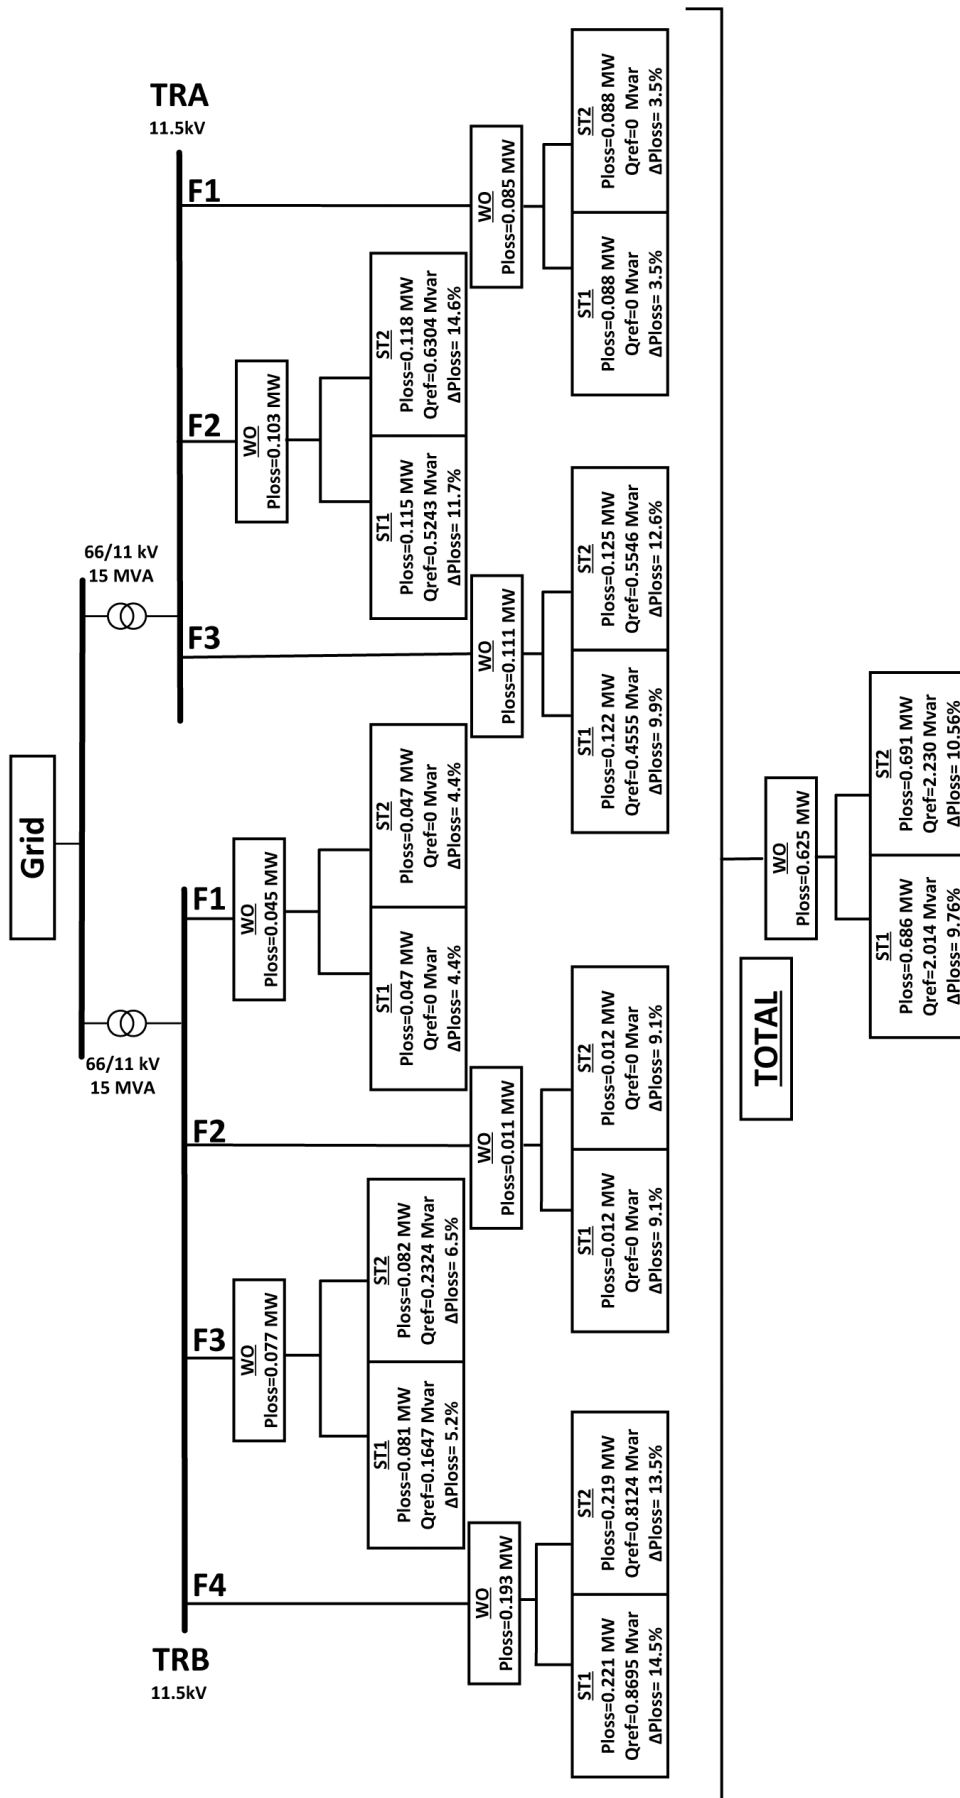 Grid
66/11 kV
15 MVA
66/11 kV
15 MVA
TRB
11.5kV
TRA
11.5kV
F4
F3
F2
F1
F3
F2
F1
WO
Ploss=0.193 MW
ST1
Ploss=0.221 MW
Qref=0.8695 Mvar
ΔPloss= 14.5%
ST2
Ploss=0.219 MW
Qref=0.8124 Mvar
ΔPloss= 13.5%
WO
Ploss=0.077 MW
ST1
Ploss=0.081 MW
Qref=0.1647 Mvar
ΔPloss= 5.2%
ST2
Ploss=0.082 MW
Qref=0.2324 Mvar
ΔPloss= 6.5%
WO
Ploss=0.011 MW
ST1
Ploss=0.012 MW
Qref=0 Mvar
ΔPloss= 9.1%
ST2
Ploss=0.012 MW
Qref=0 Mvar
ΔPloss= 9.1%
WO
Ploss=0.045 MW
ST1
Ploss=0.047 MW
Qref=0 Mvar
ΔPloss= 4.4%
ST2
Ploss=0.047 MW
Qref=0 Mvar
ΔPloss= 4.4%
WO
Ploss=0.111 MW
ST1
Ploss=0.122 MW
Qref=0.4555 Mvar
ΔPloss= 9.9%
ST2
Ploss=0.125 MW
Qref=0.5546 Mvar
ΔPloss= 12.6%
WO
Ploss=0.103 MW
ST1
Ploss=0.115 MW
Qref=0.5243 Mvar
ΔPloss= 11.7%
ST2
Ploss=0.118 MW
Qref=0.6304 Mvar
ΔPloss= 14.6%
WO
Ploss=0.085 MW
ST1
Ploss=0.088 MW
Qref=0 Mvar
ΔPloss= 3.5%
ST2
Ploss=0.088 MW
Qref=0 Mvar
ΔPloss= 3.5%
TOTAL
WO
Ploss=0.625 MW
ST1
Ploss=0.686 MW
Qref=2.014 Mvar
ΔPloss= 9.76%
ST2
Ploss=0.691 MW
Qref=2.230 Mvar
ΔPloss= 10.56%